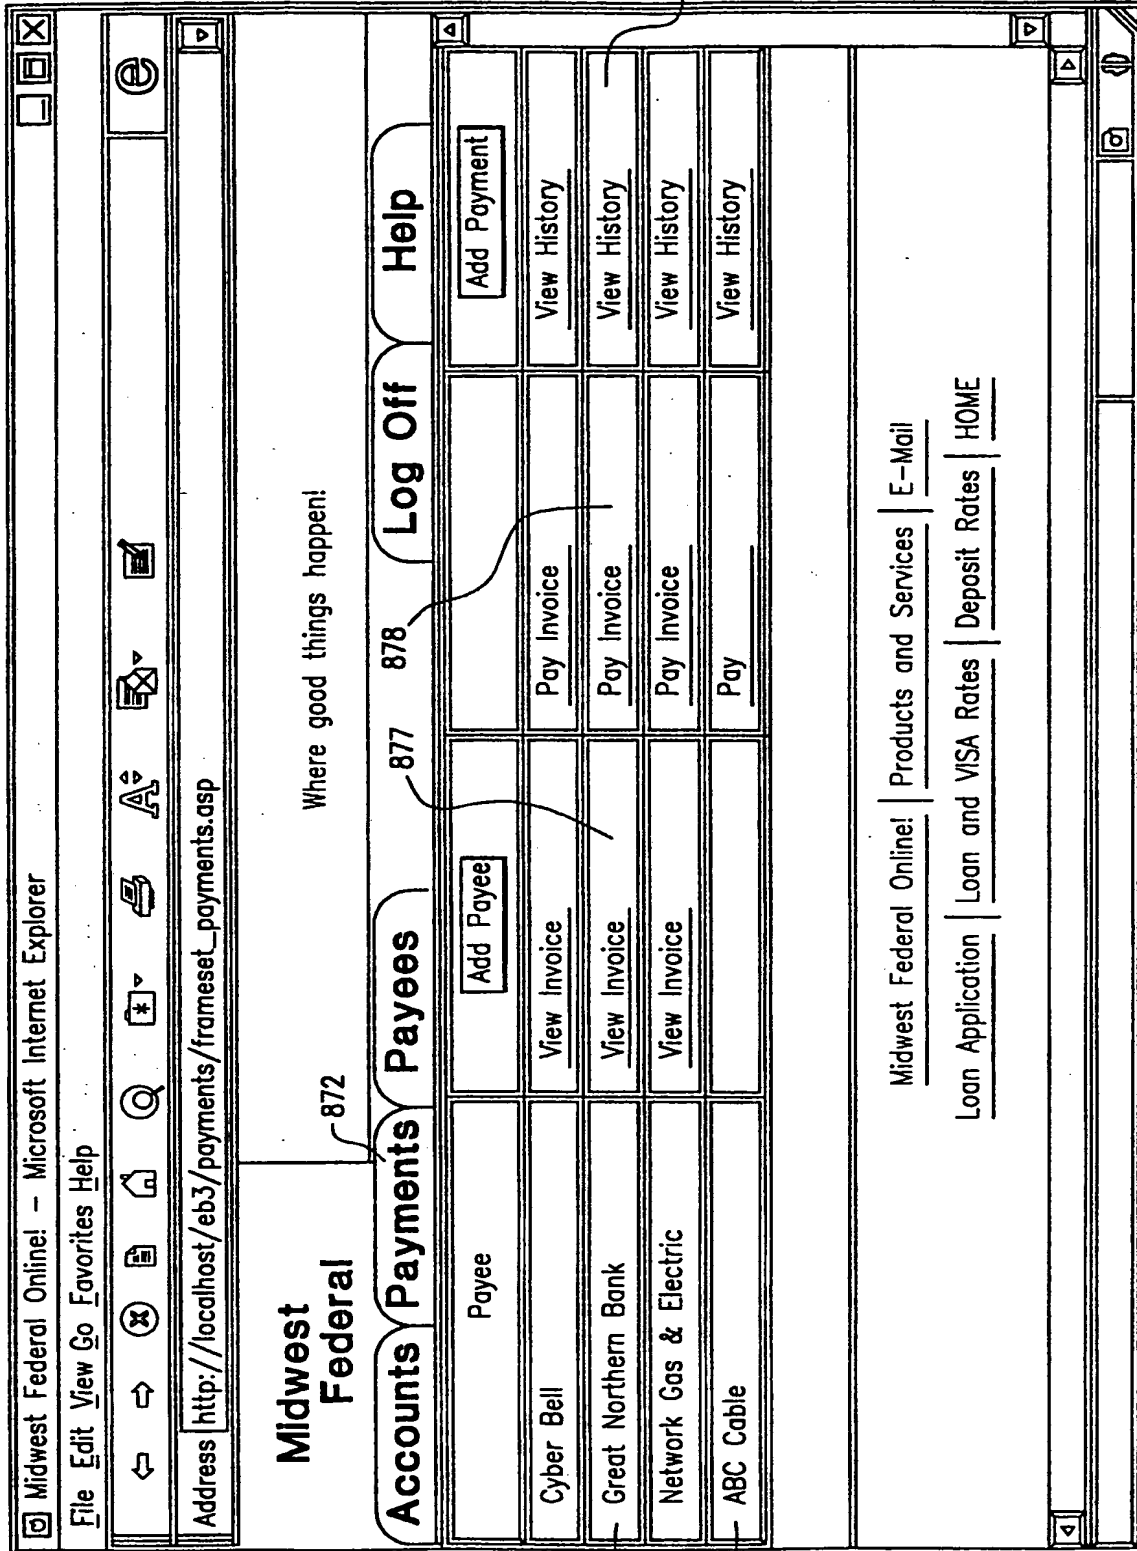 Midwest Federal Online! – Microsoft Internet Explorer
File Edit View Go Favorites Help
Address http://localhost/eb3/payments/frameset_payments.asp
Midwest
Federal
Where good things happen!
872
877
878
Accounts Payments Payees Log Off Help
Payee Add Payee Add Payment
Cyber Bell View Invoice Pay Invoice View History
Great Northern Bank View Invoice Pay Invoice View History
Network Gas & Electric View Invoice Pay Invoice View History
ABC Cable Pay View History
Midwest Federal Online! | Products and Services | E–Mail
Loan Application | Loan and VISA Rates | Deposit Rates | HOME